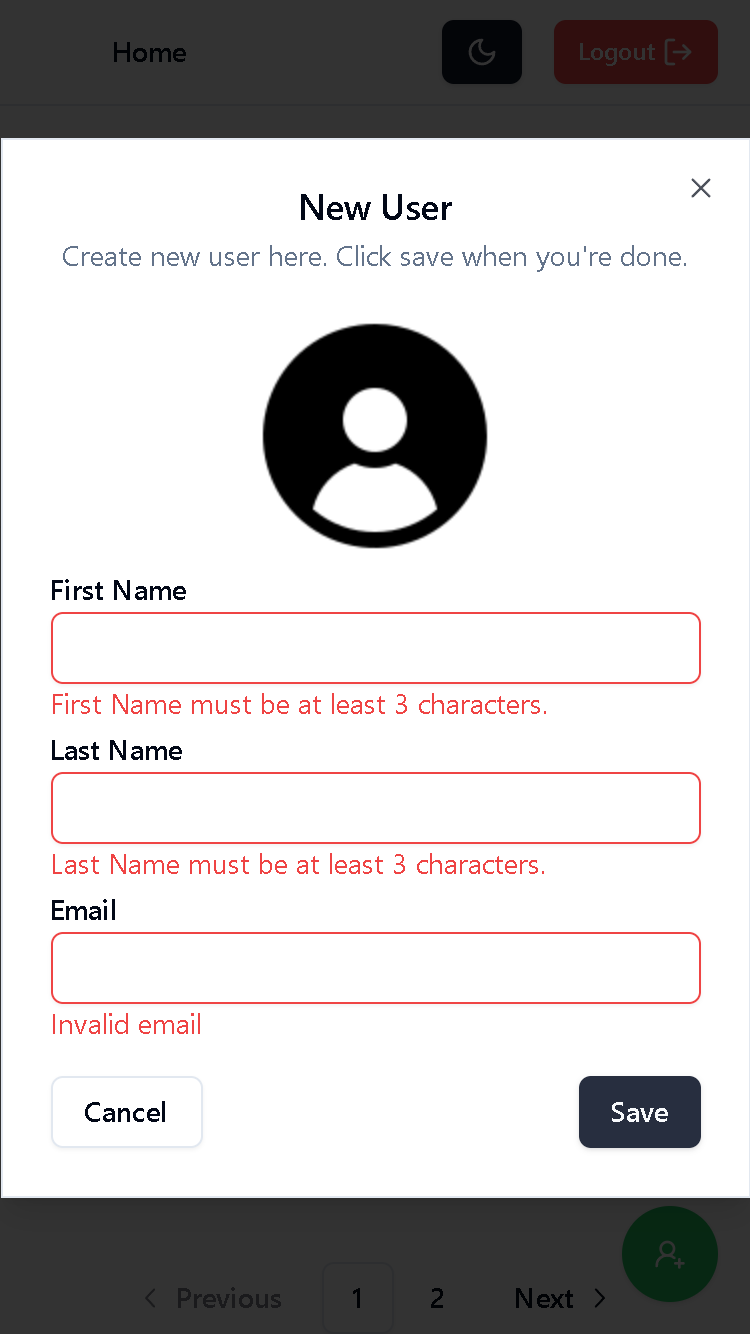 Home
Logout
New User
Create new user here. Click save when you're done.
First Name
First Name must be at least 3 characters.
Last Name
Last Name must be at least 3 characters.
Email
Invalid email
Cancel
Save
Previous 1 2 Next